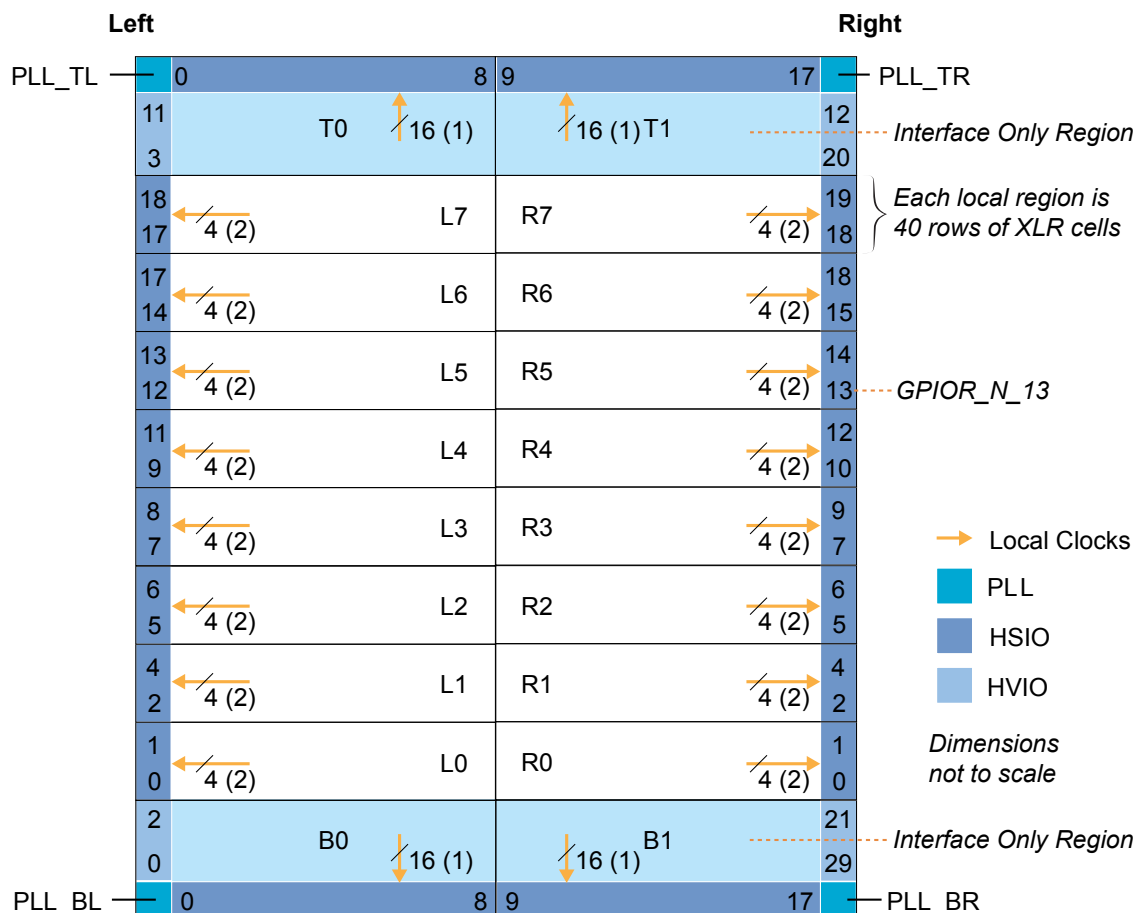 Left
Right
PLL_TL
0
8
9
17
PLL_TR
11
3
T0
16 (1)
16 (1)
T1
12
20
Interface Only Region
18
17
4 (2)
L7
R7
4 (2)
19
18
Each local region is
40 rows of XLR cells
17
14
4 (2)
L6
R6
4 (2)
18
15
13
12
4 (2)
L5
R5
4 (2)
14
13
GPIOR_N_13
11
9
4 (2)
L4
R4
4 (2)
12
10
8
7
4 (2)
L3
R3
4 (2)
9
7
6
5
4 (2)
L2
R2
4 (2)
6
5
4
2
4 (2)
L1
R1
4 (2)
4
2
1
0
4 (2)
L0
R0
4 (2)
1
0
2
0
B0
16 (1)
16 (1)
B1
21
29
Interface Only Region
PLL_BL
0
8
9
17
PLL_BR
Local Clocks
PLL
HSIO
HVIO
Dimensions
not to scale